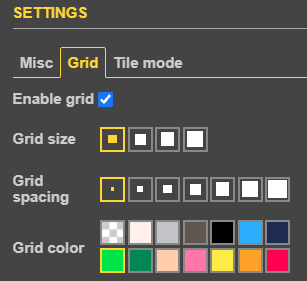 SETTINGS
Misc Grid Tile mode
Enable grid
Grid size
Grid
spacing
Grid color